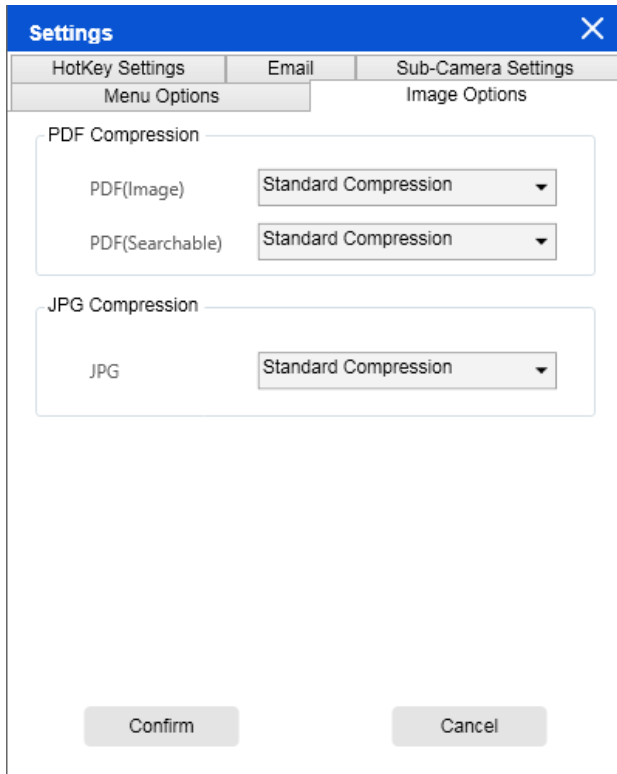 Settings
HotKey Settings Email Sub-Camera Settings
Menu Options Image Options
PDF Compression
PDF(Image) Standard Compression
PDF(Searchable) Standard Compression
JPG Compression
JPG Standard Compression
Confirm Cancel